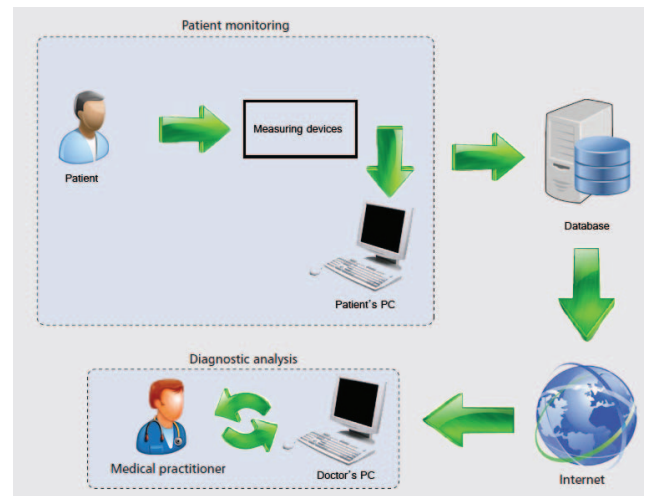 Patient monitoring
Measuring devices
Patient
Database
Patient´s PC
Diagnostic analysis
Medical practitioner
Doctor´s PC
Internet